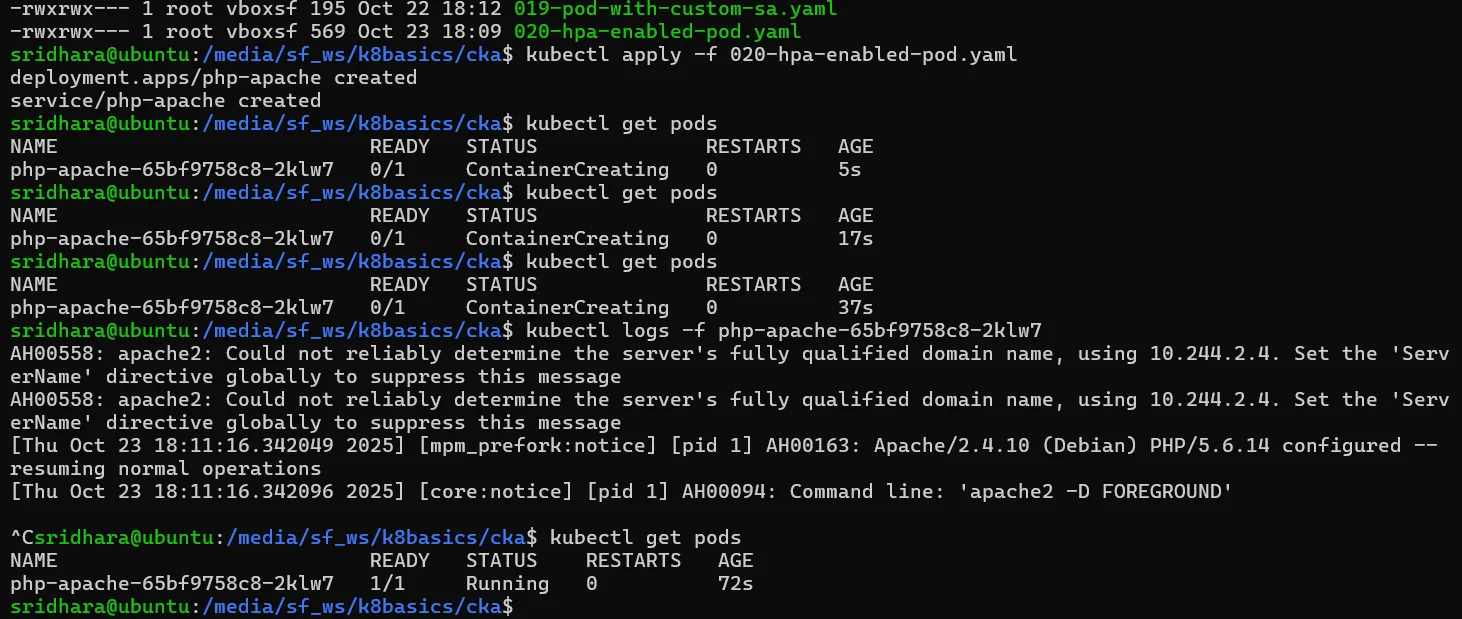 -rwxrwx--- 1 root vboxsf 195 Oct 22 18:12 019-pod-with-custom-sa.yaml
-rwxrwx--- 1 root vboxsf 569 Oct 23 18:09 020-hpa-enabled-pod.yaml
sridhara@ubuntu:/media/sf_ws/k8basics/cka$ kubectl apply -f 020-hpa-enabled-pod.yaml
deployment.apps/php-apache created
service/php-apache created
sridhara@ubuntu:/media/sf_ws/k8basics/cka$ kubectl get pods
NAME                          READY   STATUS              RESTARTS   AGE
php-apache-65bf9758c8-2klw7   0/1     ContainerCreating   0          5s
sridhara@ubuntu:/media/sf_ws/k8basics/cka$ kubectl get pods
NAME                          READY   STATUS              RESTARTS   AGE
php-apache-65bf9758c8-2klw7   0/1     ContainerCreating   0          17s
sridhara@ubuntu:/media/sf_ws/k8basics/cka$ kubectl get pods
NAME                          READY   STATUS              RESTARTS   AGE
php-apache-65bf9758c8-2klw7   0/1     ContainerCreating   0          37s
sridhara@ubuntu:/media/sf_ws/k8basics/cka$ kubectl logs -f php-apache-65bf9758c8-2klw7
AH00558: apache2: Could not reliably determine the server's fully qualified domain name, using 10.244.2.4. Set the 'Serv
erName' directive globally to suppress this message
AH00558: apache2: Could not reliably determine the server's fully qualified domain name, using 10.244.2.4. Set the 'Serv
erName' directive globally to suppress this message
[Thu Oct 23 18:11:16.342049 2025] [mpm_prefork:notice] [pid 1] AH00163: Apache/2.4.10 (Debian) PHP/5.6.14 configured --
resuming normal operations
[Thu Oct 23 18:11:16.342096 2025] [core:notice] [pid 1] AH00094: Command line: 'apache2 -D FOREGROUND'
^Csridhara@ubuntu:/media/sf_ws/k8basics/cka$ kubectl get pods
NAME                          READY   STATUS    RESTARTS   AGE
php-apache-65bf9758c8-2klw7   1/1     Running   0          72s
sridhara@ubuntu:/media/sf_ws/k8basics/cka$